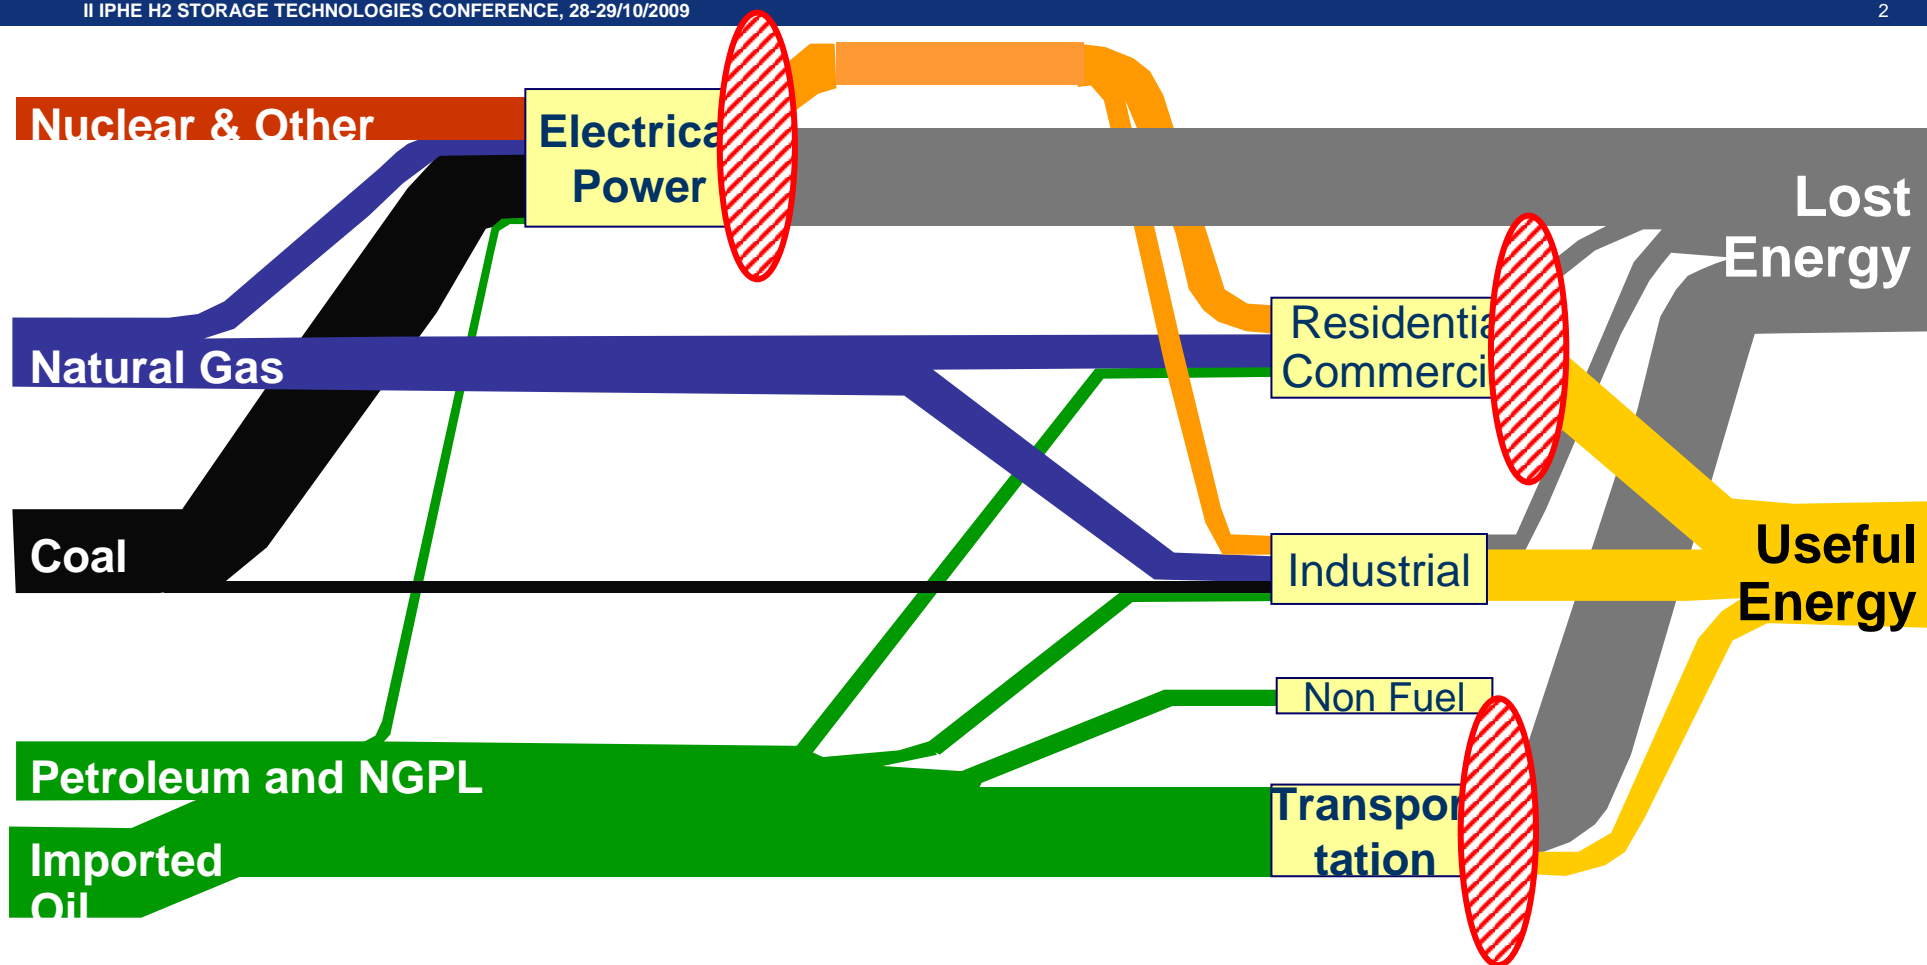 II IPHE H2 STORAGE TECHNOLOGIES CONFERENCE, 28-29/10/2009
2
Nuclear & Other
Electrica
Power
Lost
Energy
Residentia
Commerci
Natural Gas
Coal
Industrial
Useful
Energy
Non Fuel
Petroleum and NGPL
Transpor
tation
Imported
Oil